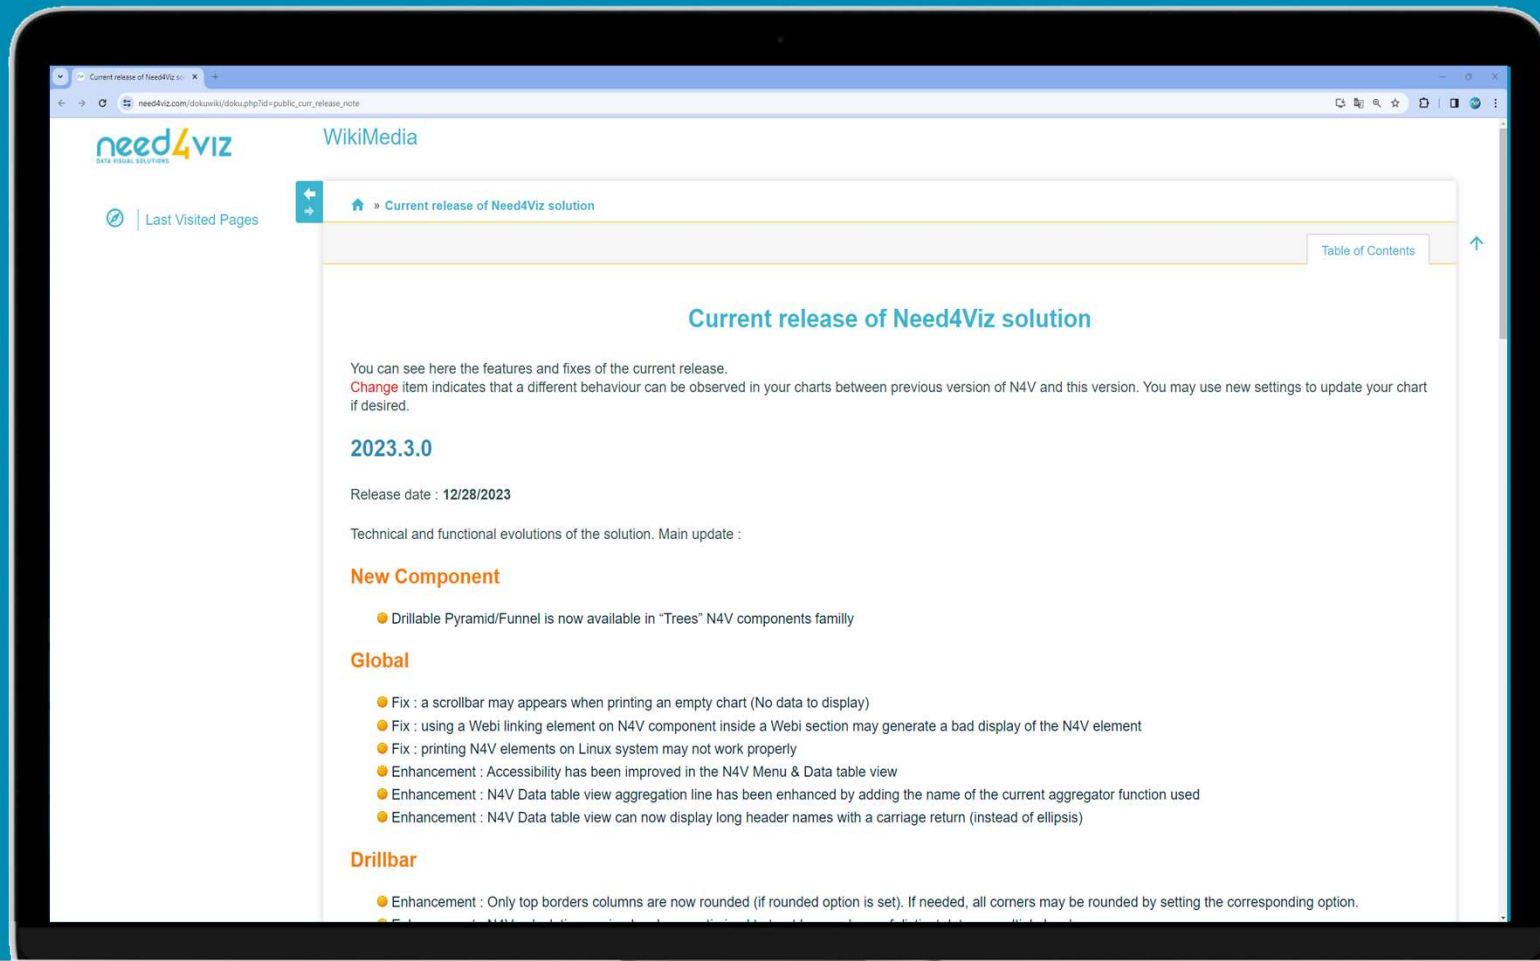 Current release of Need4Viz so
need4viz.com/dokuwiki/doku.php?id=public_curr_release_note
need4viz
DATA VISUAL SOLUTIONS
WikiMedia
Last Visited Pages
» Current release of Need4Viz solution
Table of Contents
Current release of Need4Viz solution
You can see here the features and fixes of the current release.
Change item indicates that a different behaviour can be observed in your charts between previous version of N4V and this version. You may use new settings to update your chart
if desired.
2023.3.0
Release date : 12/28/2023
Technical and functional evolutions of the solution. Main update :
New Component
Drillable Pyramid/Funnel is now available in “Trees” N4V components familly
Global
Fix : a scrollbar may appears when printing an empty chart (No data to display)
Fix : using a Webi linking element on N4V component inside a Webi section may generate a bad display of the N4V element
Fix : printing N4V elements on Linux system may not work properly
Enhancement : Accessibility has been improved in the N4V Menu & Data table view
Enhancement : N4V Data table view aggregation line has been enhanced by adding the name of the current aggregator function used
Enhancement : N4V Data table view can now display long header names with a carriage return (instead of ellipsis)
Drillbar
Enhancement : Only top borders columns are now rounded (if rounded option is set). If needed, all corners may be rounded by setting the corresponding option.